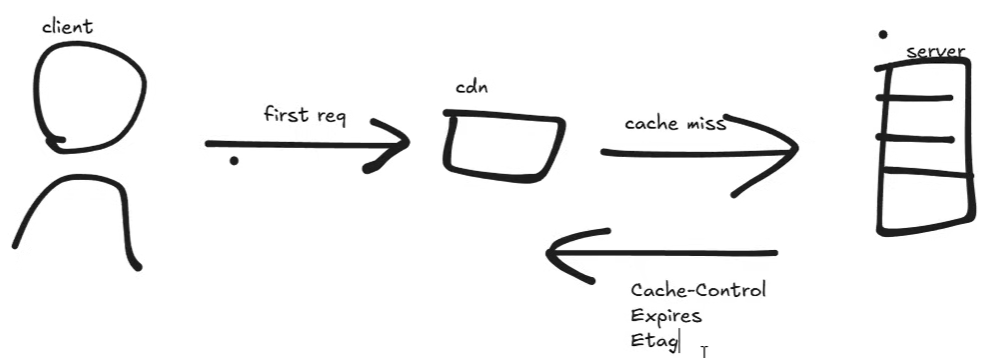 client
server
cdn
first req
cache miss
Cache-Control
Expires
Etag